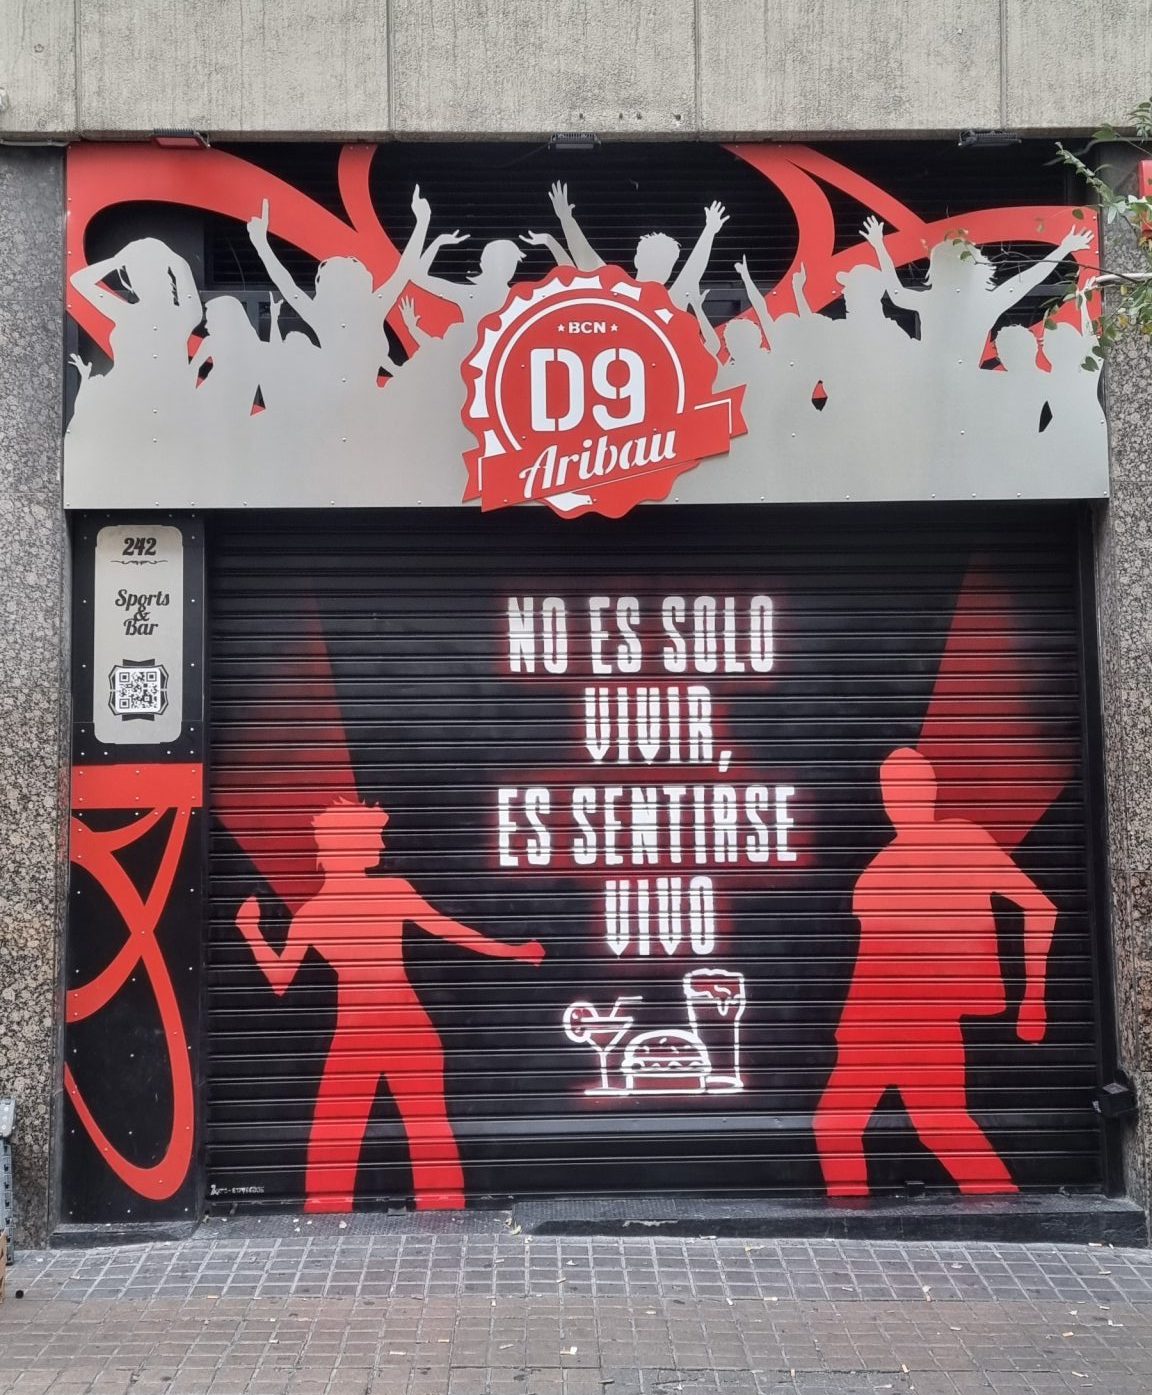 ★ BCN ★
D9
Aribau
242
Sports
&
Bar
NO ES SOLO
VIVIR,
ES SENTIRSE
VIVO